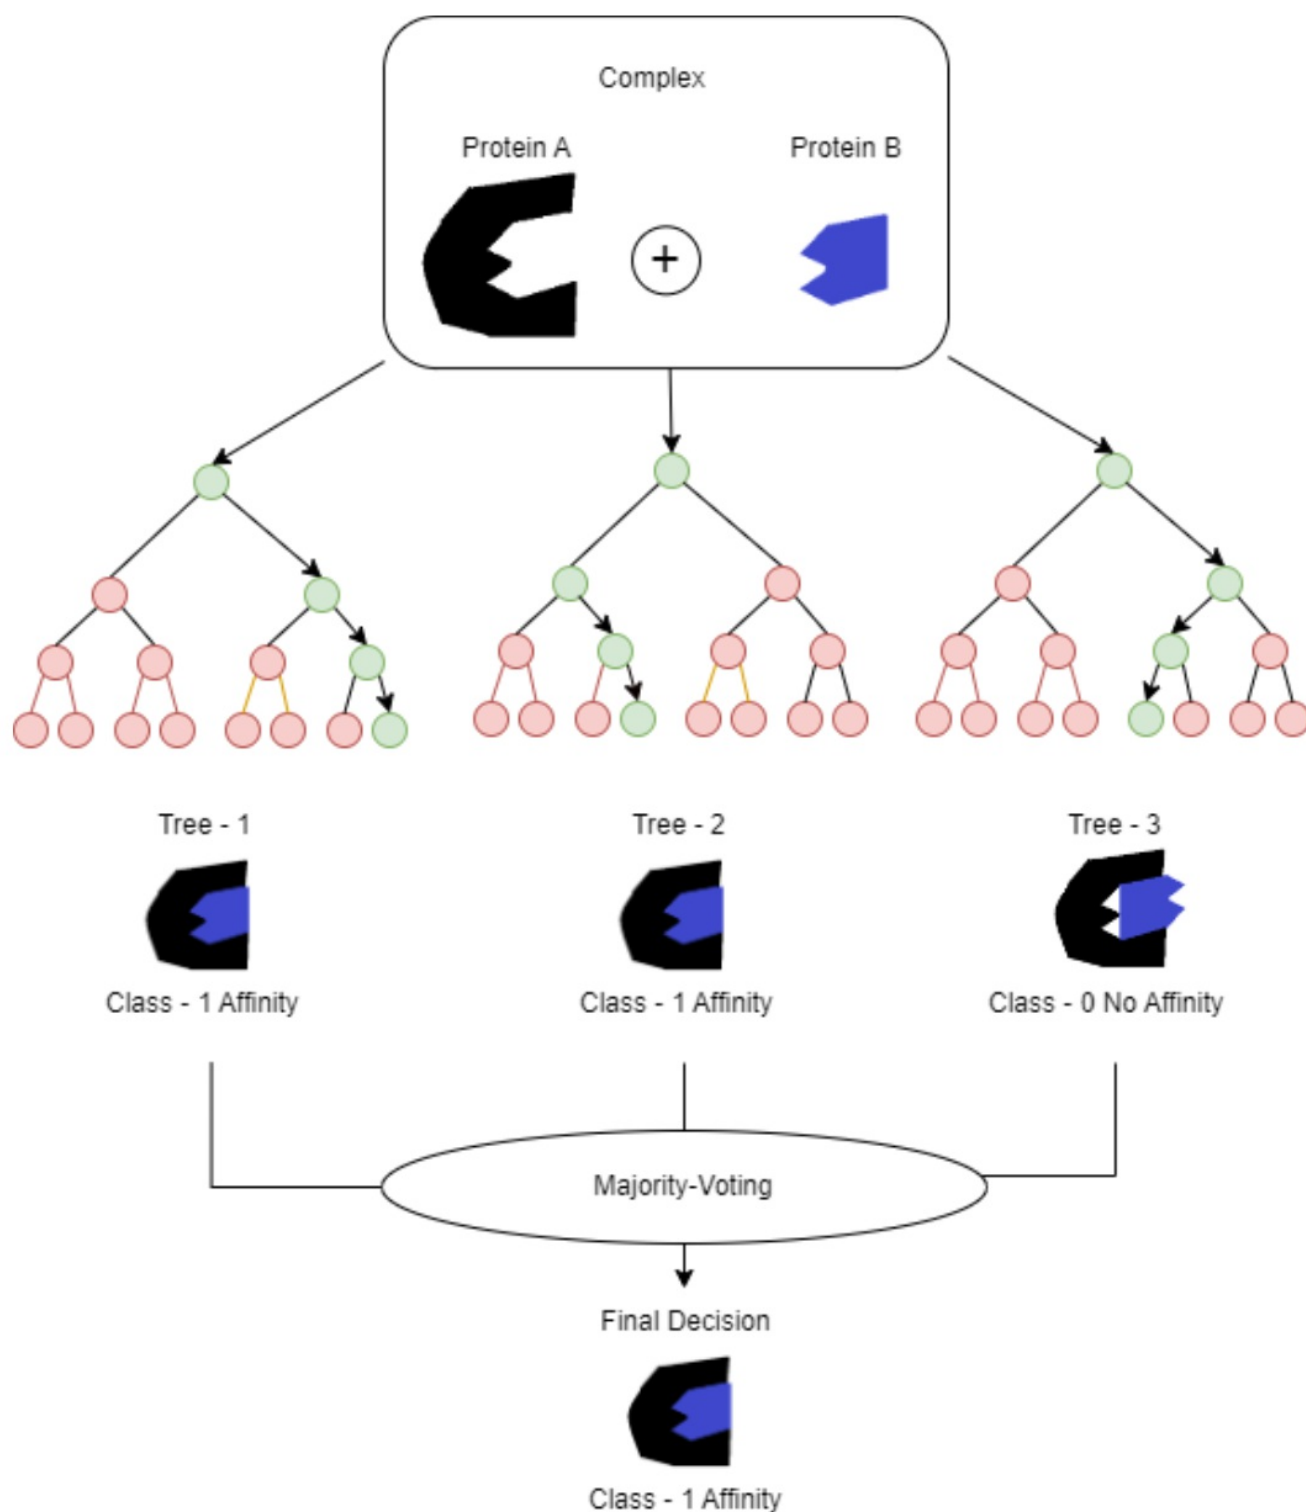 Complex
Protein A
Protein B
+
Tree - 1
Tree - 2
Tree - 3
Class - 1 Affinity
Class - 1 Affinity
Class - 0 No Affinity
Majority-Voting
Final Decision
Class - 1 Affinity